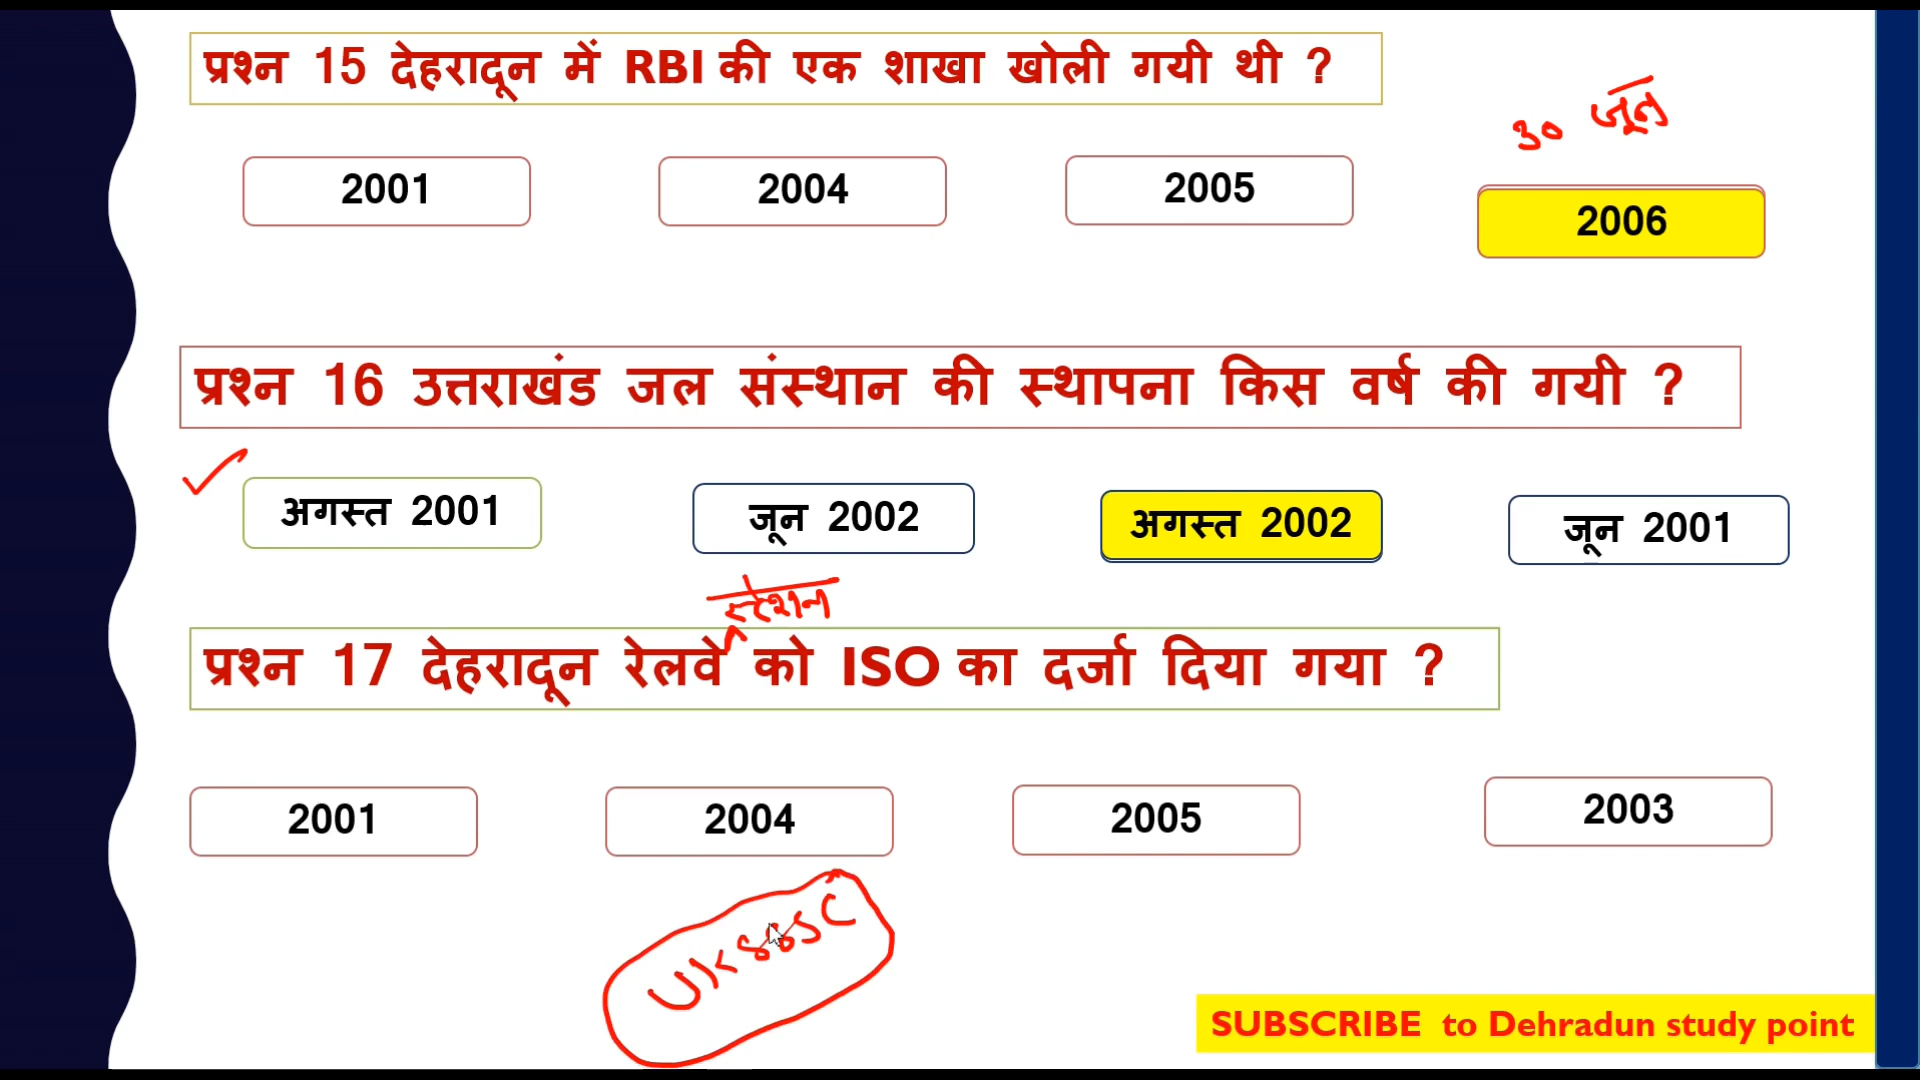 प्रश्न 15 देहरादून में RBI की एक शाखा खोली गयी थी ?
30 जून
2001
2004
2005
2006
प्रश्न 16 उत्तराखंड जल संस्थान की स्थापना किस वर्ष की गयी ?
अगस्त 2001
जून 2002
अगस्त 2002
जून 2001
स्टेशन
प्रश्न 17 देहरादून रेलवे को ISO का दर्जा दिया गया ?
2001
2004
2005
2003
SUBSCRIBE to Dehradun study point